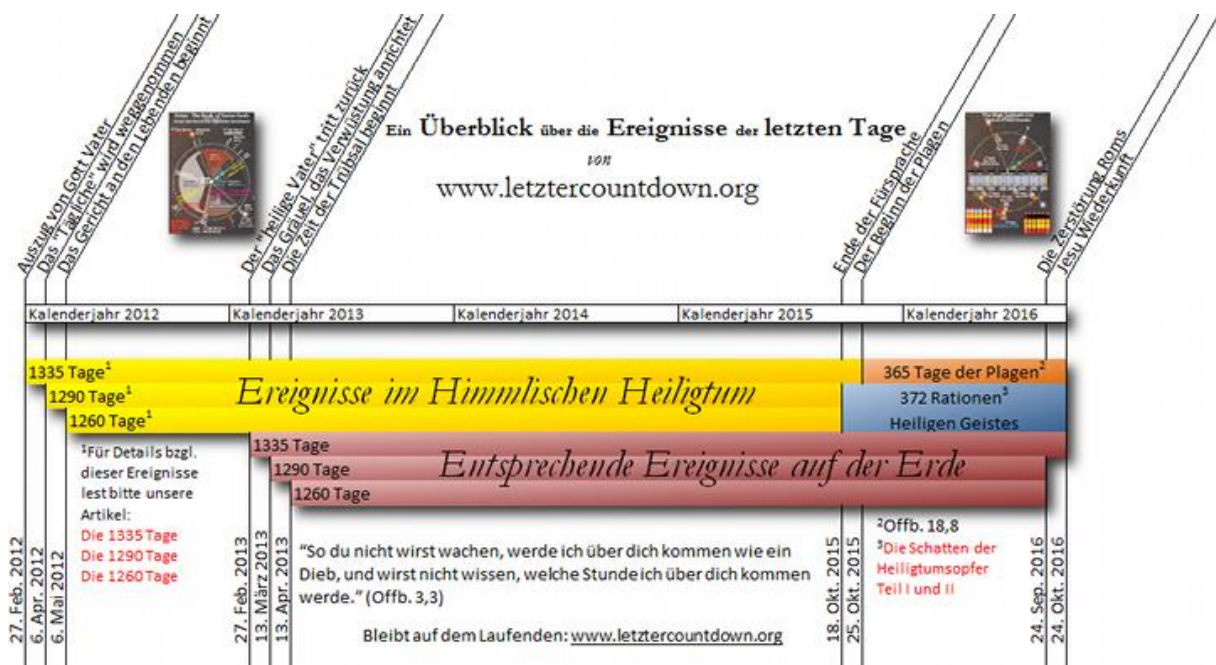 Auszug von Gott Vater
Das "Tägliche" wird weggenommen
Das Gericht an den Lebenden beginnt
Der "heilige Vater" tritt zurück
Das Gräuel, das Verwüstung anrichtet
Die Zeit der Trübsal beginnt
Ein Überblick über die Ereignisse der letzten Tage
von
www.letztercountdown.org
Ende der Fürsprache
Der Beginn der Plagen
Die Zerstörung Roms
Jesu Wiederkunft
Kalenderjahr 2012
Kalenderjahr 2013
Kalenderjahr 2014
Kalenderjahr 2015
Kalenderjahr 2016
1335 Tage¹
1290 Tage¹
1260 Tage¹
Ereignisse im Himmlischen Heiligtum
365 Tage der Plagen²
372 Rationen³
Heiligen Geistes
1335 Tage
1290 Tage
1260 Tage
Entsprechende Ereignisse auf der Erde
¹Für Details bzgl.
dieser Ereignisse
lest bitte unsere
Artikel:
Die 1335 Tage
Die 1290 Tage
Die 1260 Tage
"So du nicht wirst wachen, werde ich über dich kommen wie ein
Dieb, und wirst nicht wissen, welche Stunde ich über dich kommen
werde." (Offb. 3,3)
Bleibt auf dem Laufenden: www.letztercountdown.org
²Offb. 18,8
³Die Schatten der
Heiligtumsopfer
Teil I und II
27. Feb. 2012
6. Apr. 2012
6. Mai 2012
27. Feb. 2013
13. März 2013
13. Apr. 2013
18. Okt. 2015
25. Okt. 2015
24. Sep. 2016
24. Okt. 2016